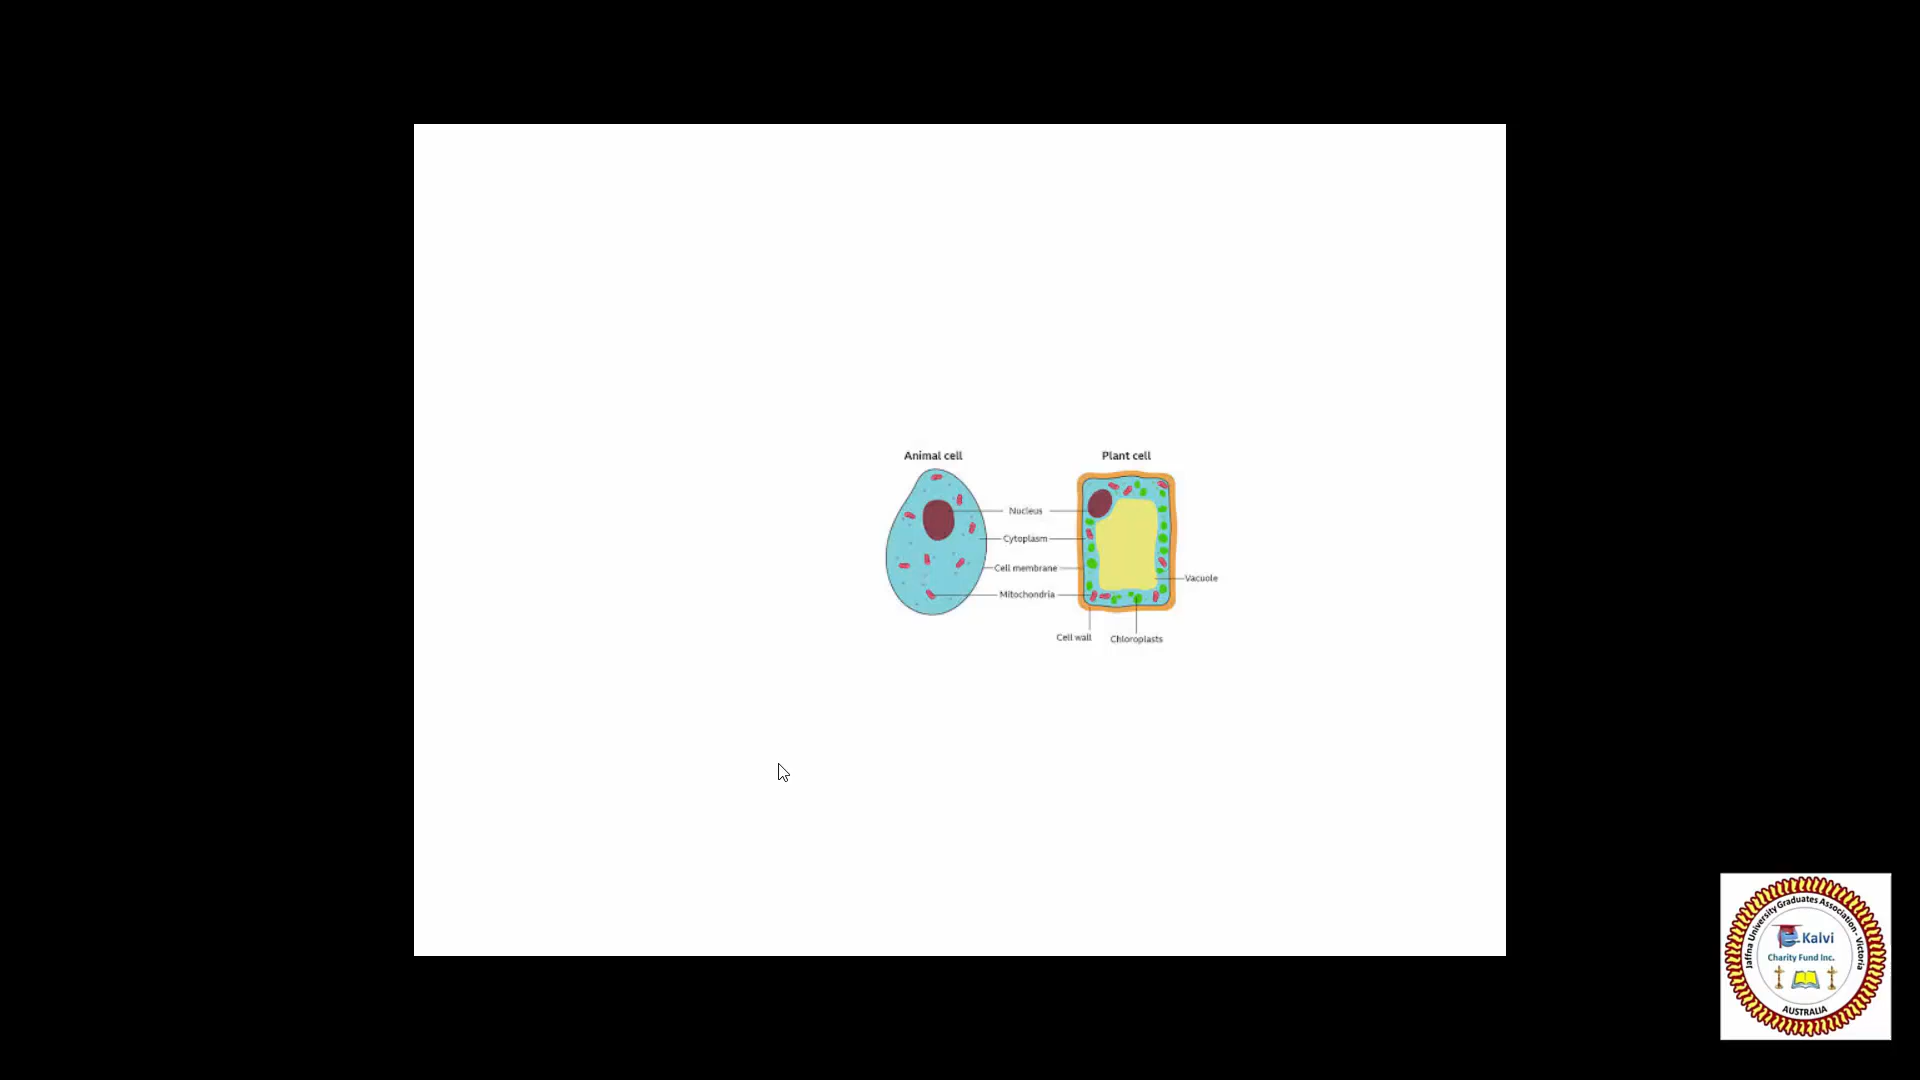 Animal cell
Plant cell
Nucleus
Cytoplasm
Cell membrane
Mitochondria
Vacuole
Cell wall
Chloroplasts
Jaffna University Graduates Association - Victoria
Kalvi
Charity Fund Inc.
AUSTRALIA